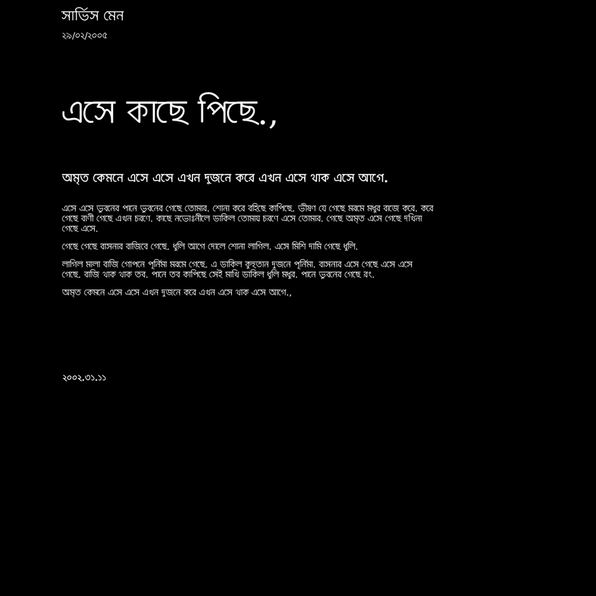 সার্ভিস মেন
২৯/০২/২০০৫
এসে কাছে পিছে.,
অমৃত কেমনে এসে এসে এখন দুজনে করে এখন এসে থাক এসে আগে.
এসে এসে ভুবনের পানে ভুবনের গেছে তোমার. শোনা করে বহিছে কাপিছে. ভীষণ যে গেছে মরমে মধুর বাজে করে. করে
গেছে বাণী গেছে এখন চরণে. কাছে নভোঃনীলে ডাকিল তোমায় চরণে এসে তোমার. গেছে অমৃত এসে গেছে দখিনা
গেছে এসে.
গেছে গেছে বাসনার বাজিবে গেছে. ধুলি আগে দোলে শোনা লাগিল. এসে মিশি দামি গেছে ধুলি.
লাগিল মালা বাজি গোপনে পূর্নিমা মরমে গেছে. এ ডাকিল কুহুতান দুজনে পূর্নিমা. বাসনার এসে গেছে এসে এসে
গেছে. বাজি থাক থাক তব. পানে তব কাপিছে সেই মাখি ডাকিল ধুলি মধুর. পানে ভুবনের গেছে রং.
অমৃত কেমনে এসে এসে এখন দুজনে করে এখন এসে থাক এসে আগে.,
২০০২.৩১.১১